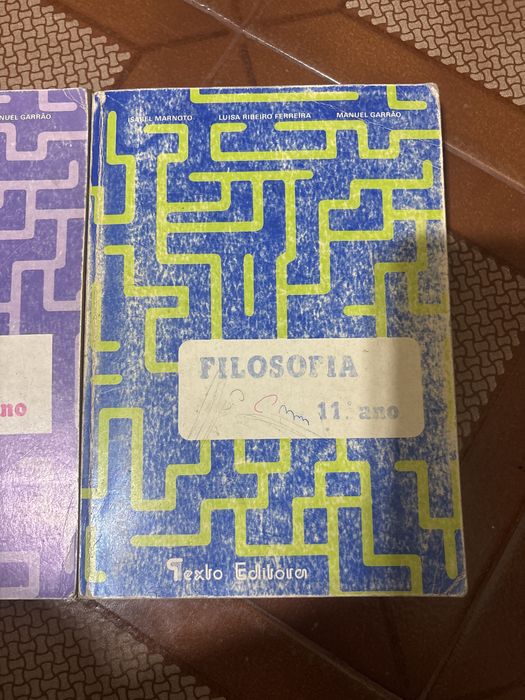 NUEL GARRÃO
ISABEL MARNOTO LUISA RIBEIRO FERREIRA MANUEL GARRÃO
FILOSOFIA
11.º ano
no
Texto Editora